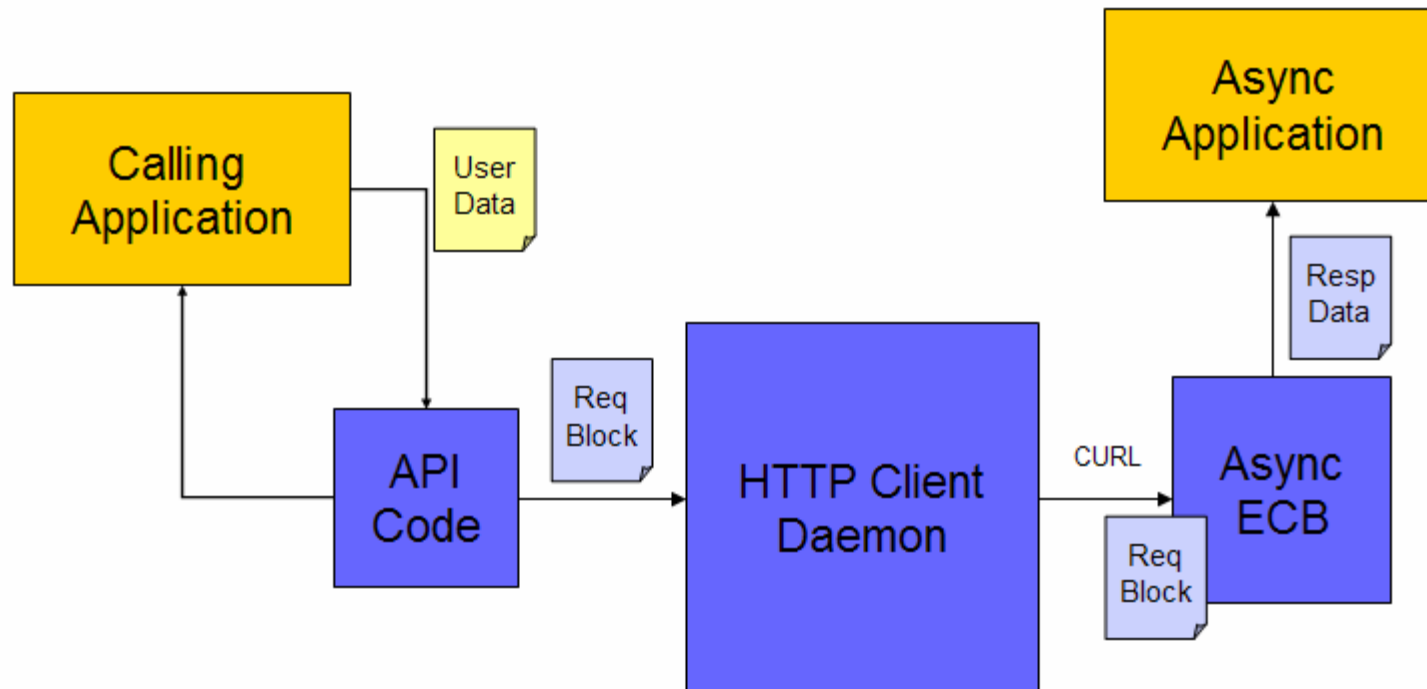 Async
Application
Calling
Application
User
Data
Resp
Data
Req
Block
API
Code
HTTP Client
Daemon
CURL
Async
ECB
Req
Block